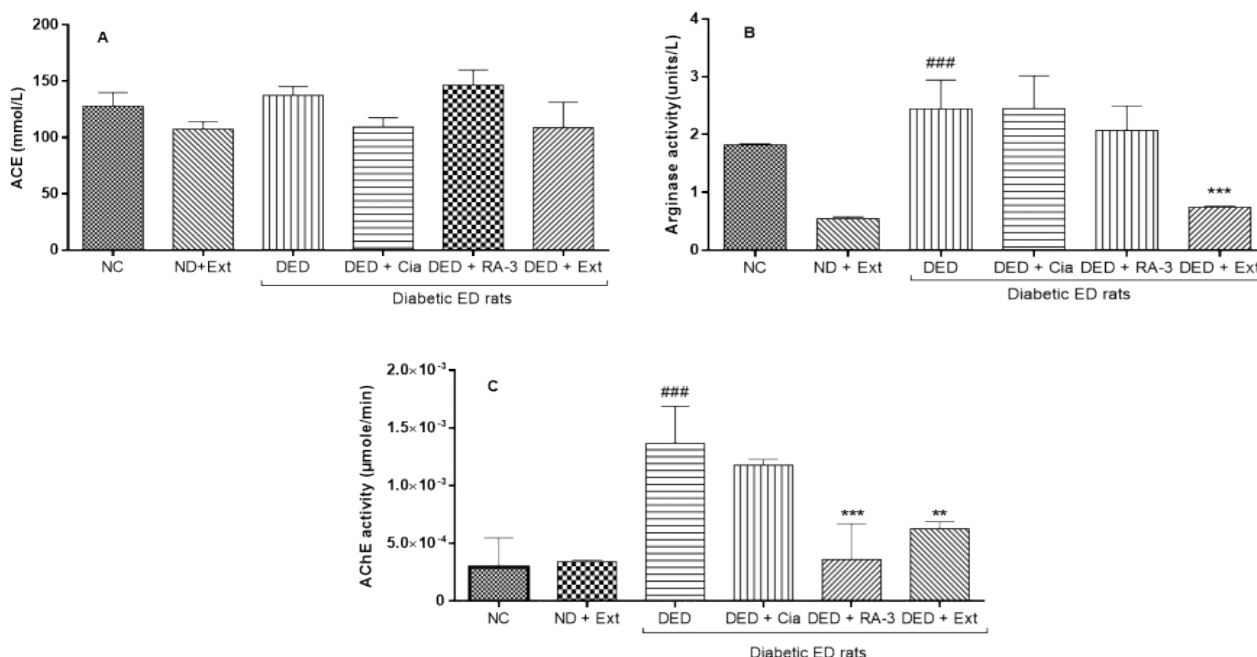 A
ACE (mmol/L)
200
150
100
50
0
NC ND+Ext DED DED + Cia DED + RA-3 DED + Ext
Diabetic ED rats
B
Arginase activity(units/L)
4
3
2
1
0
###
***
NC ND + Ext DED DED + Cia DED + RA-3 DED + Ext
Diabetic ED rats
C
AChE activity (µmole/min)
2.0×10⁻³
1.5×10⁻³
1.0×10⁻³
5.0×10⁻⁴
0
###
*** **
NC ND + Ext DED DED + Cia DED + RA-3 DED + Ext
Diabetic ED rats